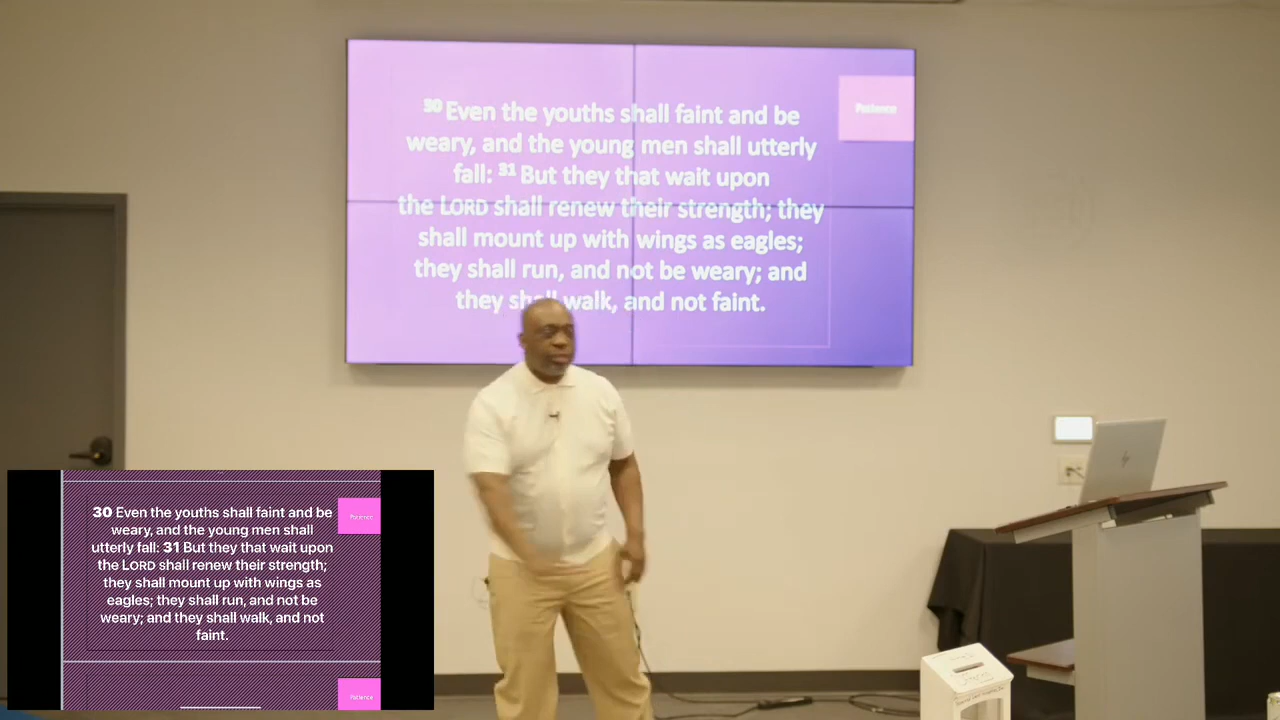 30 Even the youths shall faint and be
weary, and the young men shall utterly
fall: 31 But they that wait upon
the LORD shall renew their strength; they
shall mount up with wings as eagles;
they shall run, and not be weary; and
they shall walk, and not faint.
Patience
30 Even the youths shall faint and be
weary, and the young men shall
utterly fall: 31 But they that wait upon
the LORD shall renew their strength;
they shall mount up with wings as
eagles; they shall run, and not be
weary; and they shall walk, and not
faint.
Patience
Patience